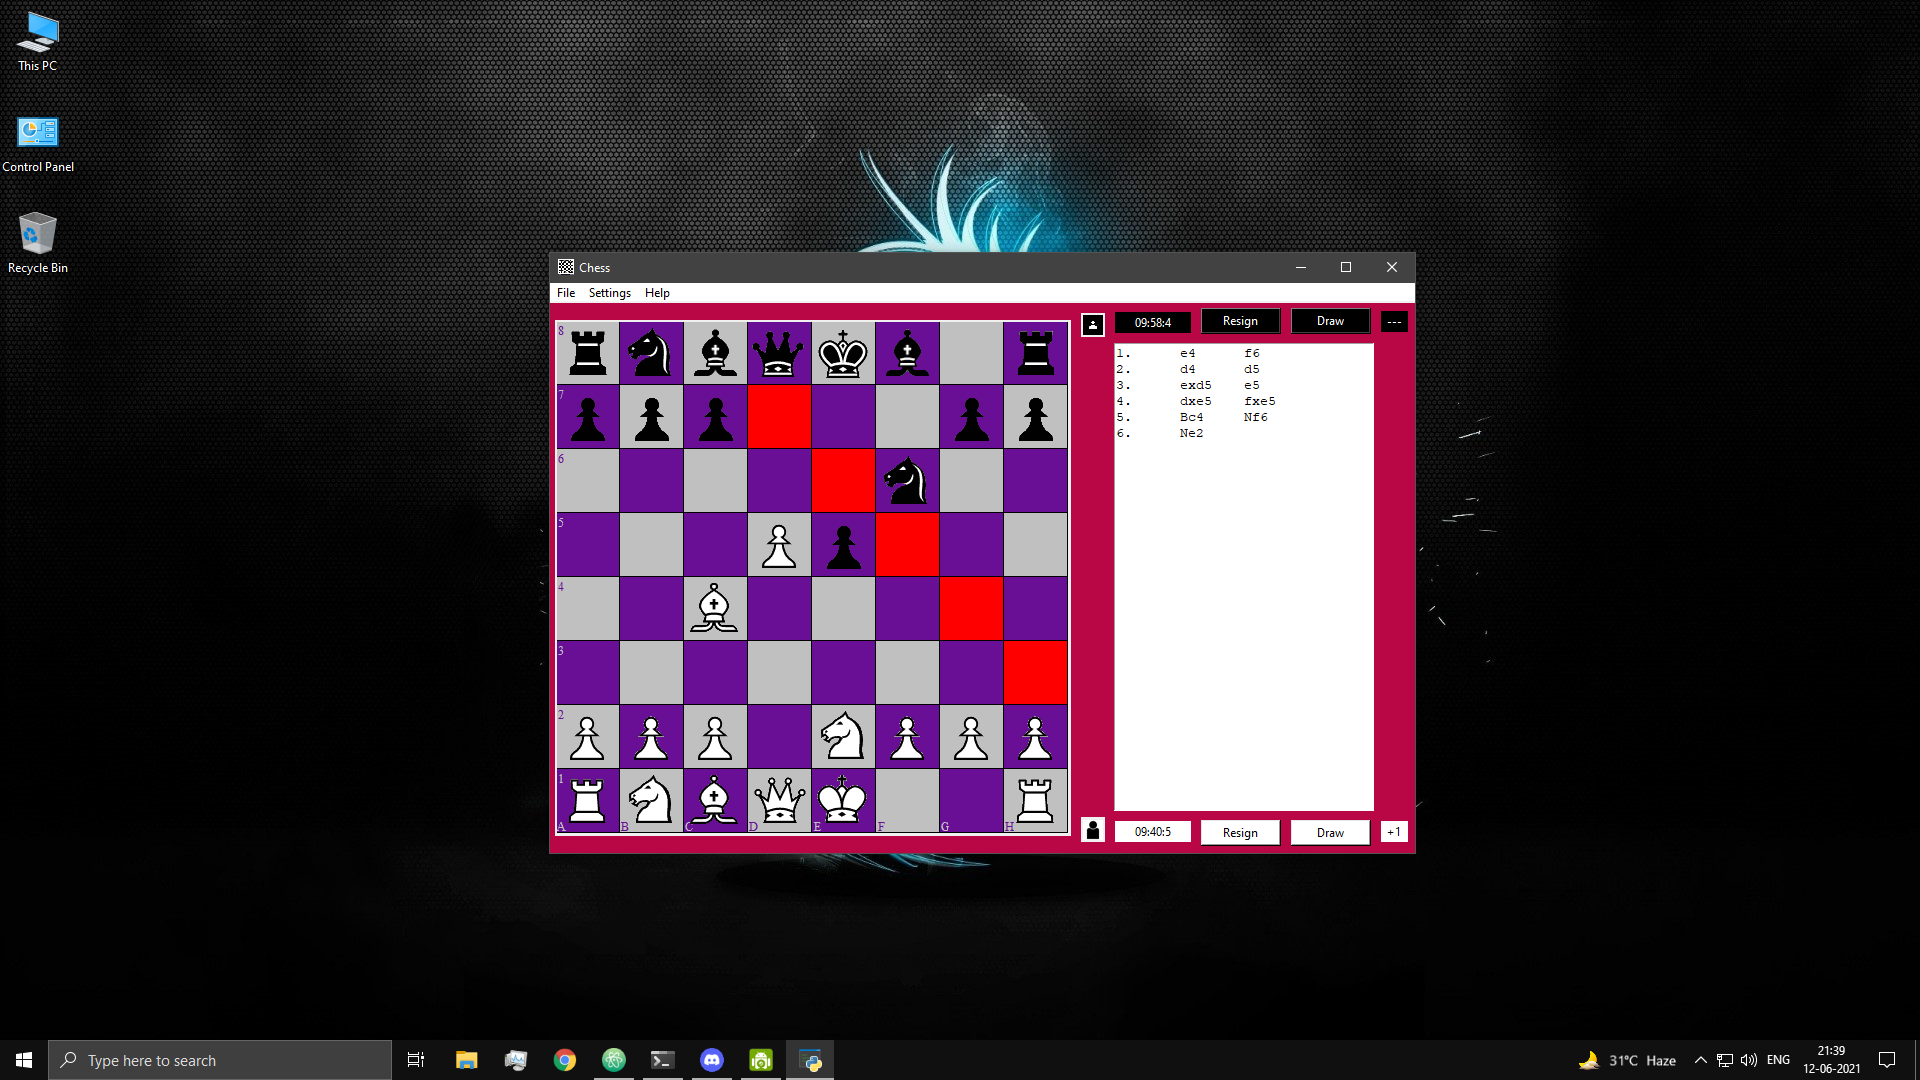 This PC
Control Panel
Recycle Bin
Chess
File Settings Help
09:58:4 Resign Draw ---
1. e4 f6
2. d4 d5
3. exd5 e5
4. dxe5 fxe5
5. Bc4 Nf6
6. Ne2
8
7
6
5
4
3
2
1
A B C D E F G H
09:40:5 Resign Draw +1
Type here to search
31°C Haze
ENG
21:39
12-06-2021